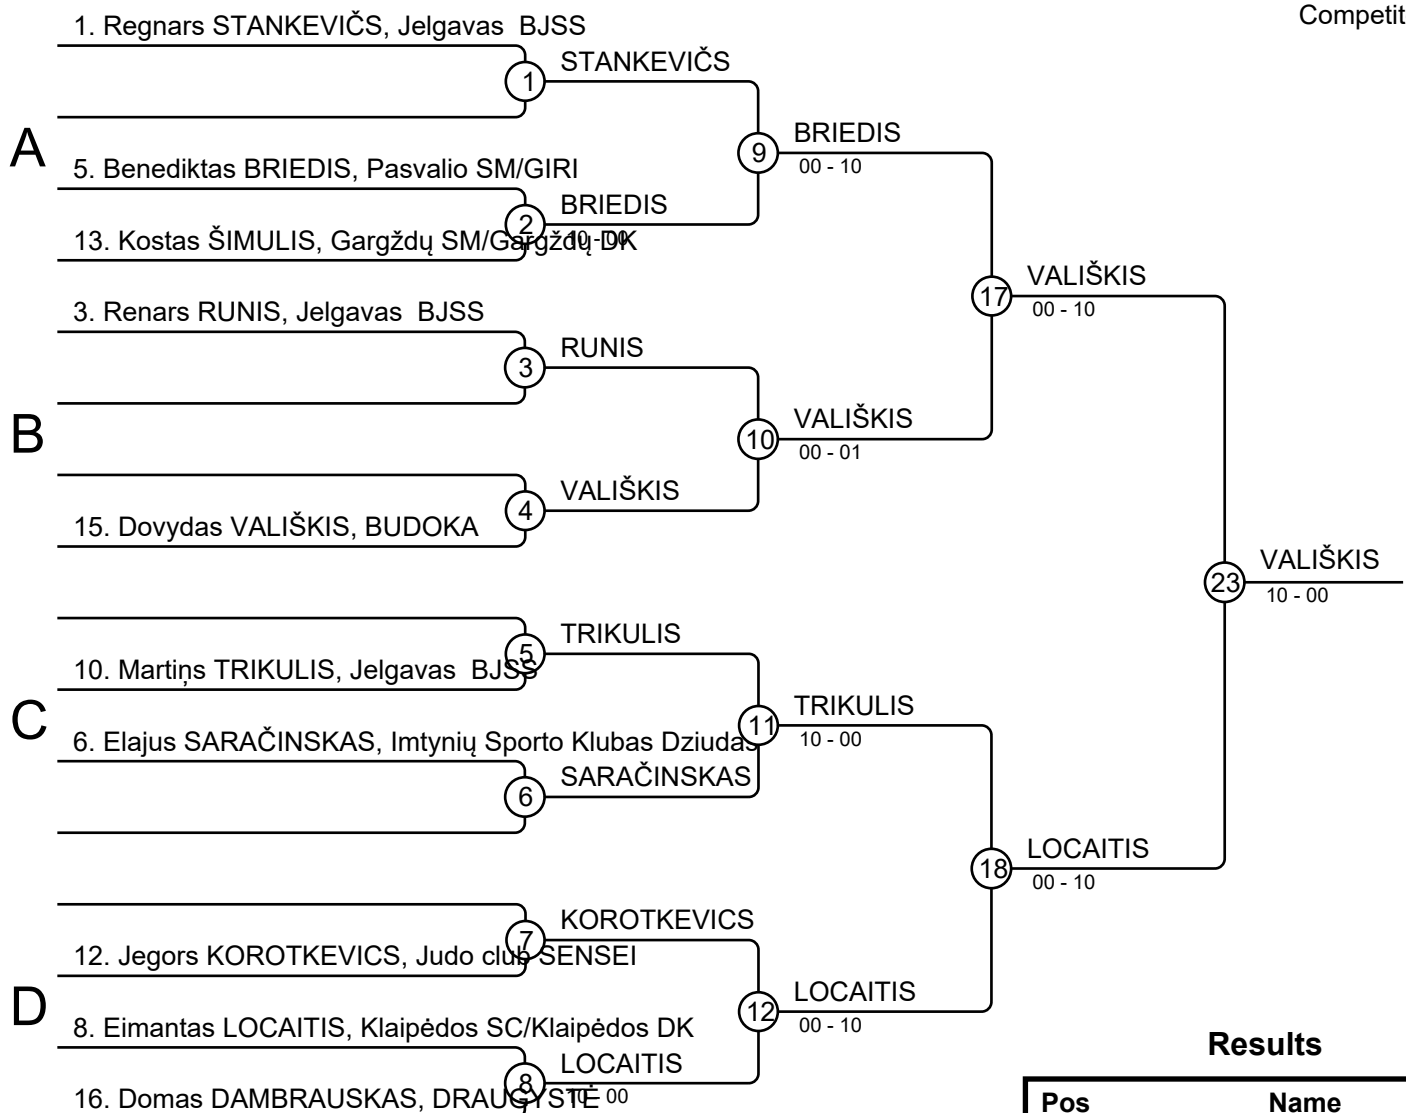 Competit
1. Regnars STANKEVIČS, Jelgavas BJSS
1
STANKEVIČS
A
9
BRIEDIS
00 - 10
5. Benediktas BRIEDIS, Pasvalio SM/GIRI
2
BRIEDIS
10 - 00
13. Kostas ŠIMULIS, Gargždų SM/Gargždų DK
17
VALIŠKIS
00 - 10
3. Renars RUNIS, Jelgavas BJSS
3
RUNIS
B
10
VALIŠKIS
00 - 01
4
VALIŠKIS
15. Dovydas VALIŠKIS, BUDOKA
23
VALIŠKIS
10 - 00
5
TRIKULIS
10. Martiņs TRIKULIS, Jelgavas BJSS
C
11
TRIKULIS
10 - 00
6. Elajus SARAČINSKAS, Imtynių Sporto Klubas Dziudas
6
SARAČINSKAS
18
LOCAITIS
00 - 10
7
KOROTKEVICS
12. Jegors KOROTKEVICS, Judo club SENSEI
D
12
LOCAITIS
00 - 10
8. Eimantas LOCAITIS, Klaipėdos SC/Klaipėdos DK
8
LOCAITIS
10 - 00
16. Domas DAMBRAUSKAS, DRAUGYSTĖ
Results
Pos Name